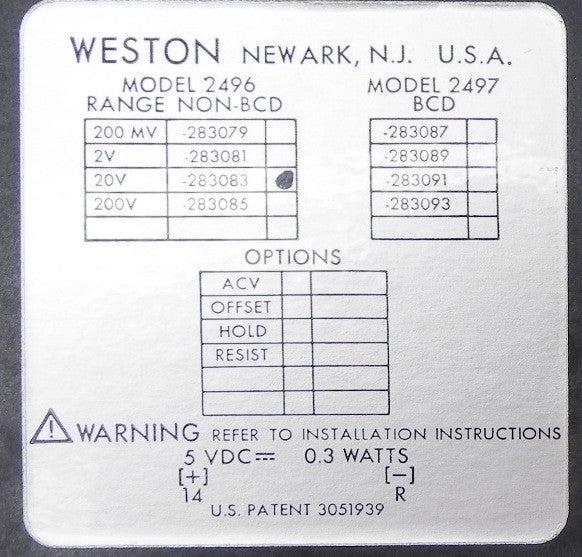 WESTON NEWARK, N.J. U.S.A.
MODEL 2496 MODEL 2497
RANGE NON-BCD BCD
200 MV -283079 -283087
2V -283081 -283089
20V -283083 -283091
200V -283085 -283093
OPTIONS
ACV
OFFSET
HOLD
RESIST
WARNING REFER TO INSTALLATION INSTRUCTIONS
5 VDC⎓ 0.3 WATTS
[+] [—]
14 R
U.S. PATENT 3051939